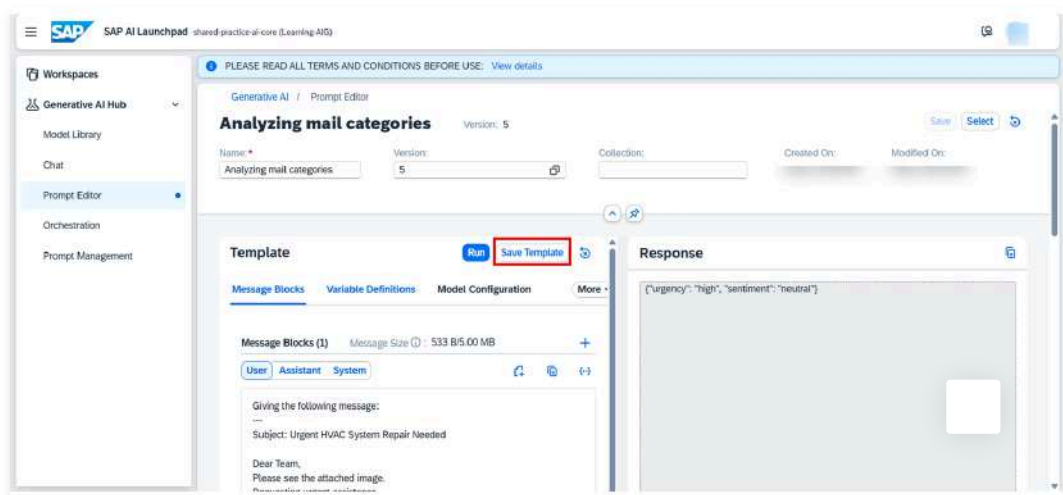 SAP SAP AI Launchpad shared-practice-ai-core (Learning-AIG)
Workspaces
Generative AI Hub
Model Library
Chat
Prompt Editor
Orchestration
Prompt Management
PLEASE READ ALL TERMS AND CONDITIONS BEFORE USE: View details
Generative AI / Prompt Editor
Analyzing mail categories Version: 5
Save Select
Name:* Version: Collection: Created On: Modified On:
Analyzing mail categories 5
Template Run Save Template
Message Blocks Variable Definitions Model Configuration More
Message Blocks (1) Message Size : 533 B/5.00 MB
User Assistant System
Giving the following message:
---
Subject: Urgent HVAC System Repair Needed
Dear Team,
Please see the attached image.
Requesting urgent assistance
Response
{"urgency": "high", "sentiment": "neutral"}